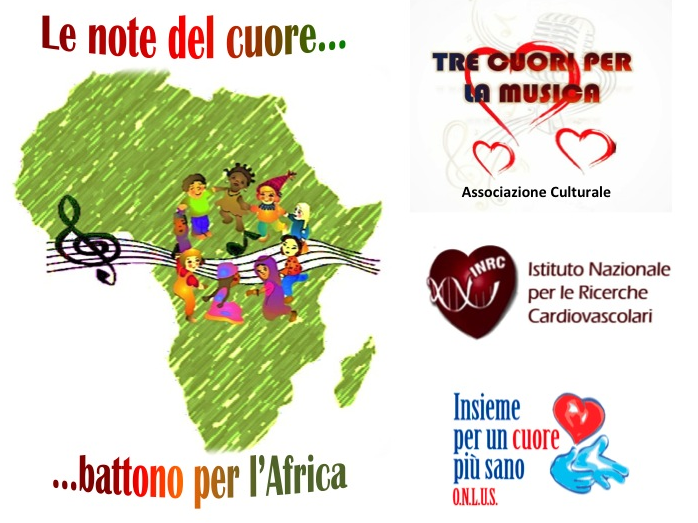 Le note del cuore...
...battono per l'Africa
TRE CUORI PER
LA MUSICA
Associazione Culturale
INRC
Istituto Nazionale
per le Ricerche
Cardiovascolari
Insieme
per un cuore
più sano
O.N.L.U.S.